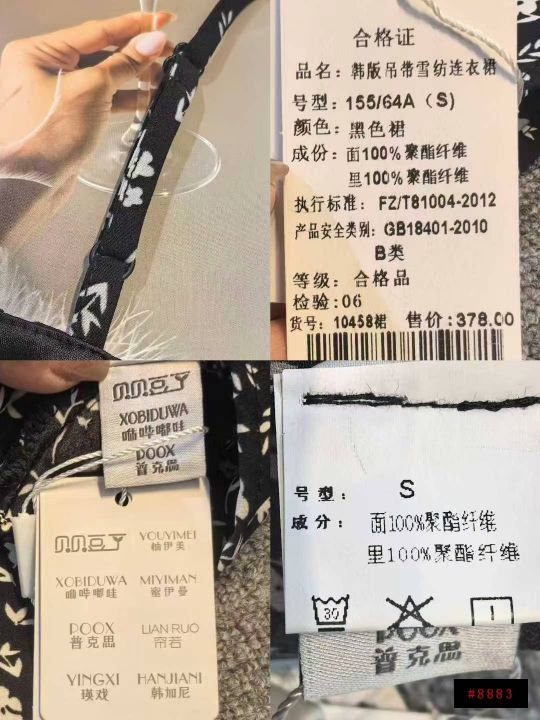 合格证
品名：韩版吊带雪纺连衣裙
号型：155/64A（S)
颜色：黑色裙
成份：面100%聚酯纤维
里100%聚酯纤维
执行标准：FZ/T81004-2012
产品安全类别：GB18401-2010
B类
等级：合格品
检验：06
货号：10458裙 售价：378.00
XOBIDUWA
呦哔嘟哇
POOX
普克思
YOUYIMEI
柚伊美
XOBIDUWA
呦哔嘟哇
MIYIMAN
蜜伊曼
POOX
普克思
LIAN RUO
帘若
YINGXI
瑛戏
HANJIANI
韩加尼
号型：S
成分：面100%聚酯纤维
里100%聚酯纤维
30
POOX
普克思
#8883